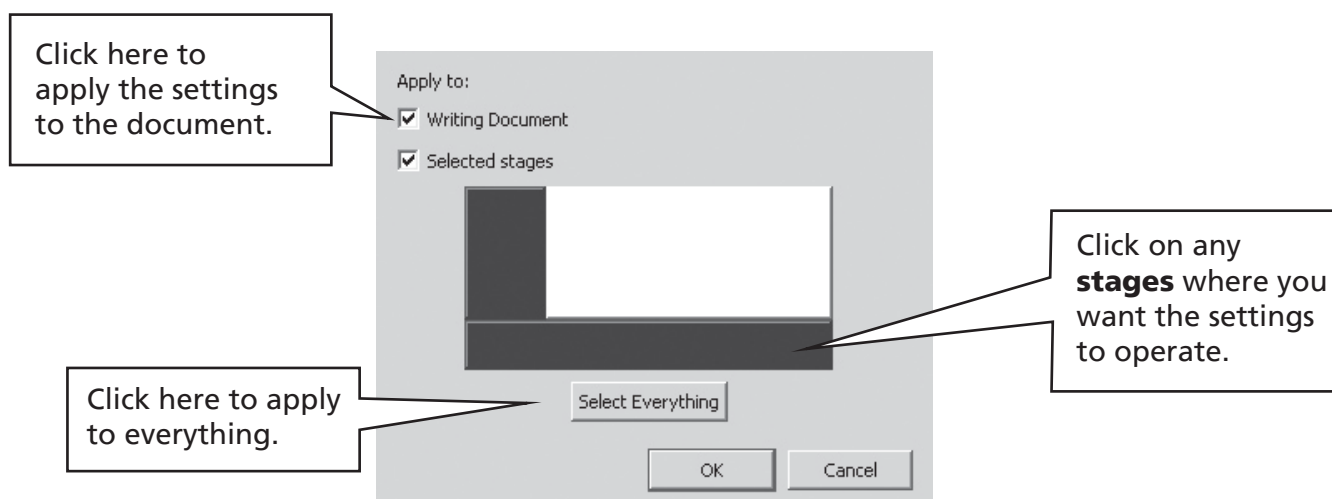 Click here to
apply the settings
to the document.
Apply to:
Writing Document
Selected stages
Click on any
stages where you
want the settings
to operate.
Click here to apply
to everything.
Select Everything
OK
Cancel